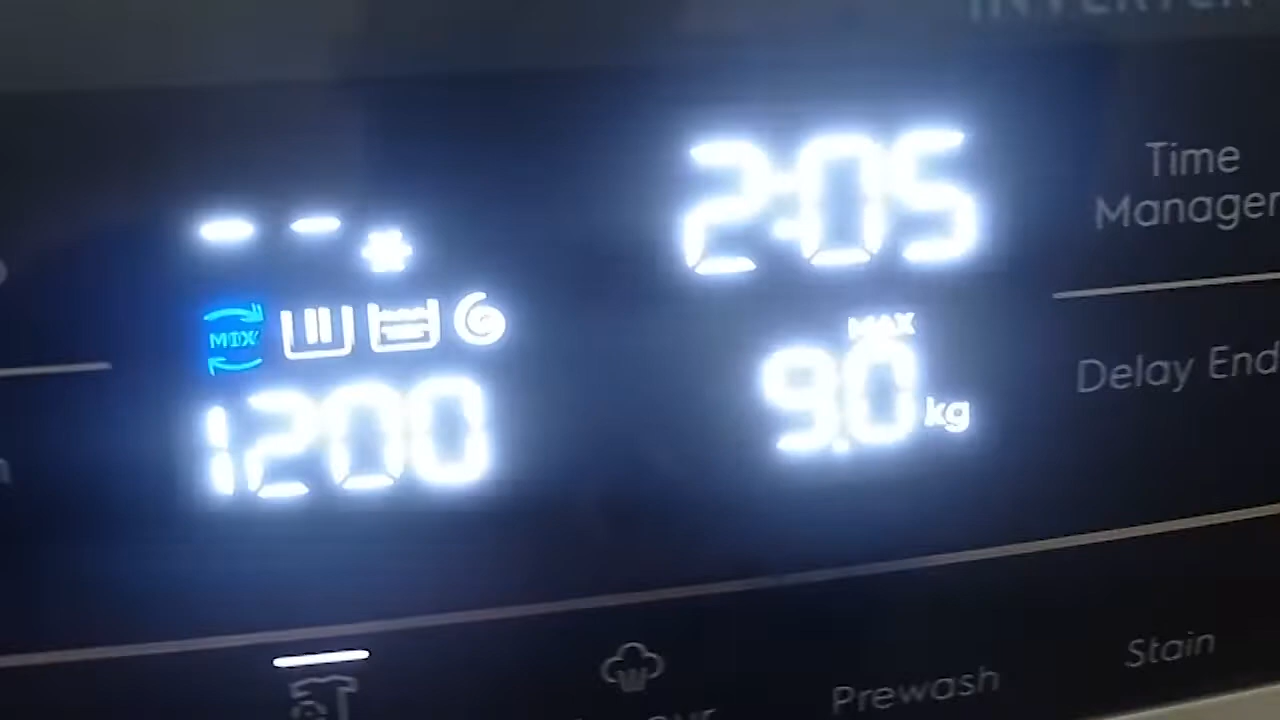 INVERTER
2:05
Time
Manager
MIX
MAX
9.0 kg
1200
Delay End
Prewash
Stain